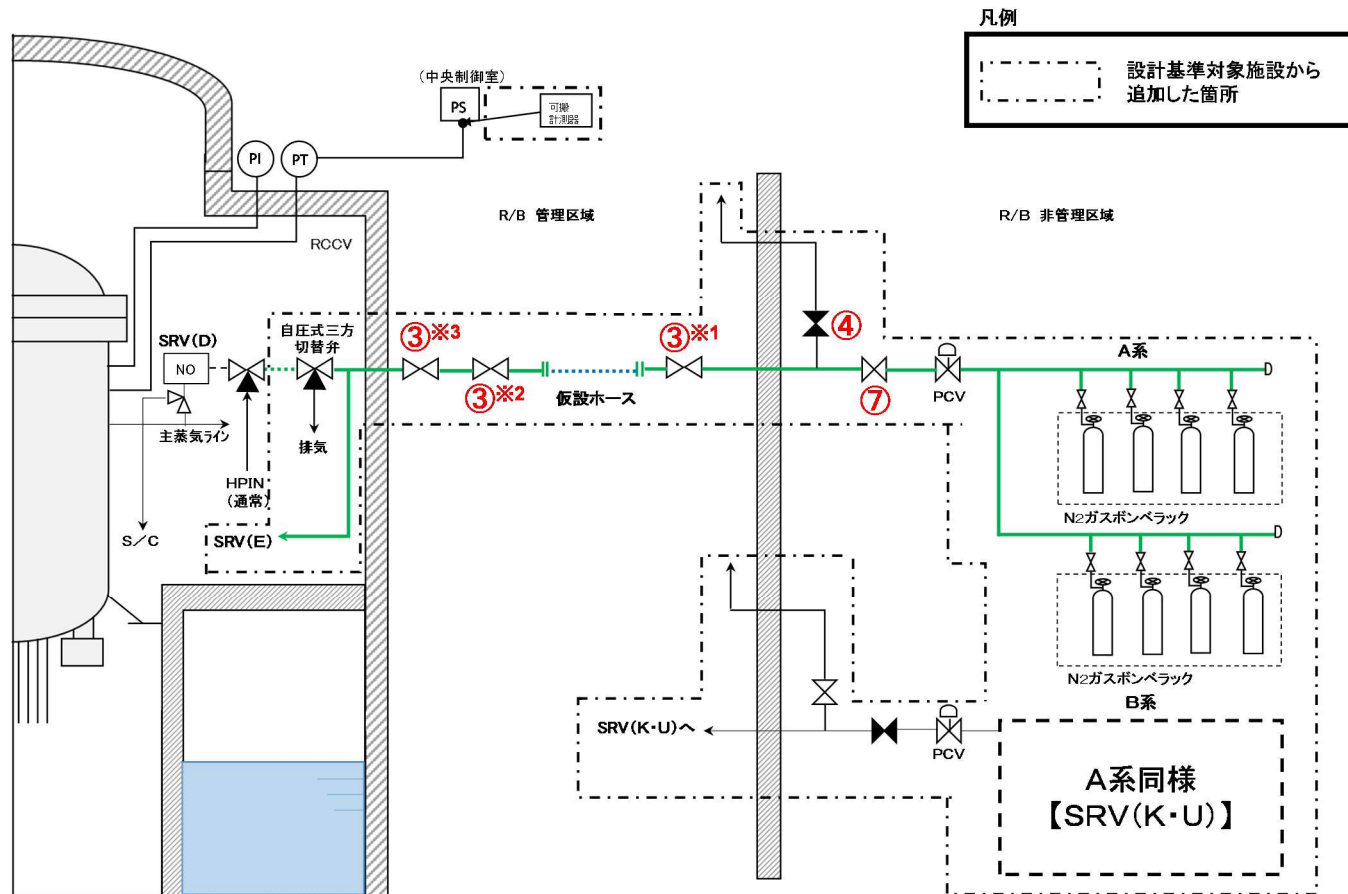 凡例
設計基準対象施設から
追加した箇所
(中央制御室)
PS
可搬
計測器
PI
PT
R/B 管理区域
R/B 非管理区域
RCCV
SRV(D)
NO
自圧式三方
切替弁
③※3
③※2
仮設ホース
③※1
④
⑦
PCV
A系
D
N2ガスボンベラック
主蒸気ライン
排気
HPIN
(通常)
S/C
SRV(E)
D
N2ガスボンベラック
B系
SRV(K・U)へ
PCV
A系同様
【SRV(K・U)】